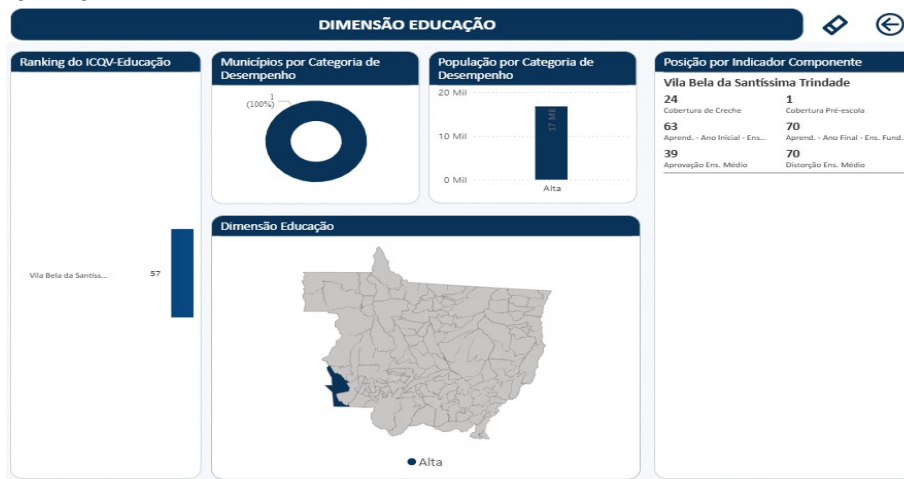 DIMENSÃO EDUCAÇÃO
Ranking do ICQV-Educação
Vila Bela da Santíss...
57
Municípios por Categoria de
Desempenho
1
(100%)
População por Categoria de
Desempenho
20 Mil
10 Mil
0 Mil
17 Mil
Alta
Dimensão Educação
Alta
Posição por Indicador Componente
Vila Bela da Santíssima Trindade
24
Cobertura de Creche
1
Cobertura Pré-escola
63
Aprend. - Ano Inicial - Ens...
70
Aprend. - Ano Final - Ens. Fund.
39
Aprovação Ens. Médio
70
Distorção Ens. Médio